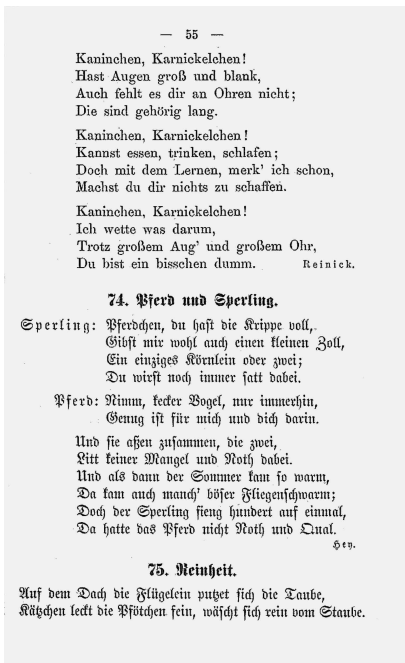 — 55 —
Kaninchen, Karnickelchen!
Hast Augen groß und blank,
Auch fehlt es dir an Ohren nicht;
Die sind gehörig lang.
Kaninchen, Karnickelchen!
Kannst essen, trinken, schlafen;
Doch mit dem Lernen, merk' ich schon,
Machst du dir nichts zu schaffen.
Kaninchen, Karnickelchen!
Ich wette was darum,
Trotz großem Aug' und großem Ohr,
Du bist ein bisschen dumm. Reinick.
74. Pferd und Sperling.
Sperling: Pferdchen, du hast die Krippe voll,
Gibst mir wohl auch einen kleinen Zoll,
Ein einziges Körnlein oder zwei;
Du wirst noch immer satt dabei.
Pferd: Nimm, kecker Vogel, nur immerhin,
Genug ist für mich und dich darin.
Und sie aßen zusammen, die zwei,
Litt keiner Mangel und Noth dabei.
Und als dann der Sommer kam so warm,
Da kam auch manch' böser Fliegenschwarm;
Doch der Sperling fieng hundert auf einmal,
Da hatte das Pferd nicht Noth und Qual.
Hey.
75. Reinheit.
Auf dem Dach die Flügelein putzet sich die Taube,
Kätzchen leckt die Pfötchen fein, wäscht sich rein vom Staube.